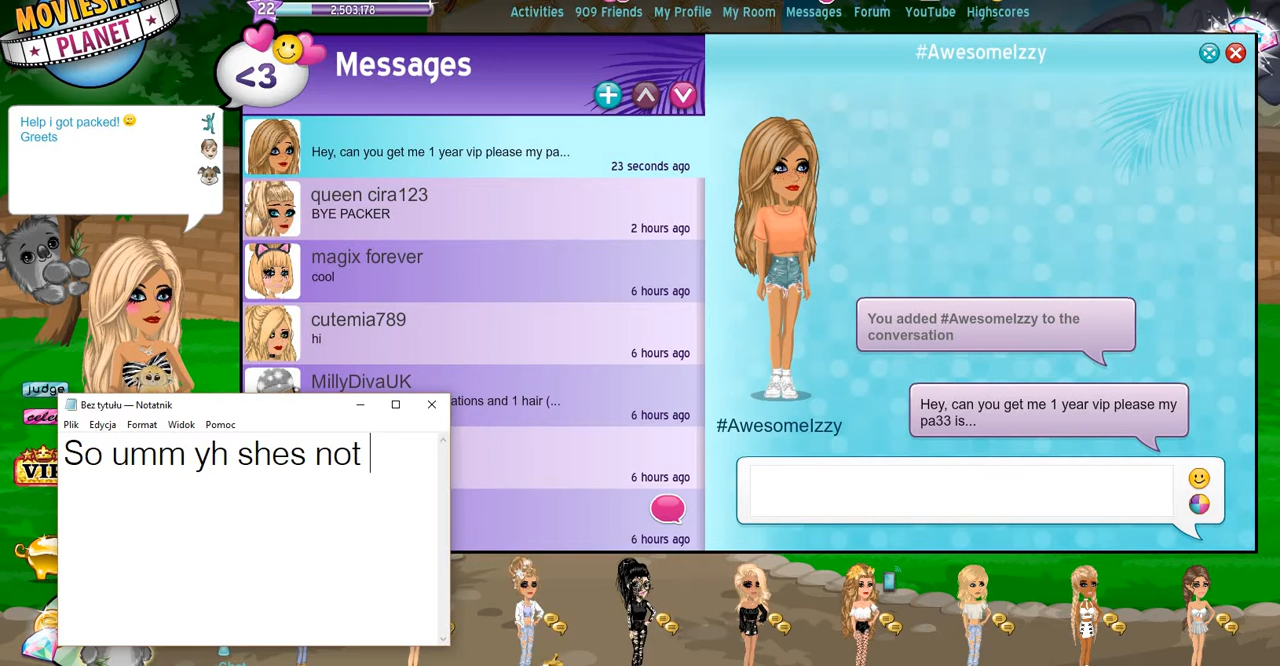 MOVIESTAR
PLANET
22
2,503,178
Activities
909 Friends
My Profile
My Room
Messages
Forum
YouTube
Highscores
<3
Messages
#AwesomeIzzy
Help i got packed!
Greets
Hey, can you get me 1 year vip please my pa...
23 seconds ago
queen cira123
BYE PACKER
2 hours ago
magix forever
cool
6 hours ago
cutemia789
hi
6 hours ago
MillyDivaUK
ations and 1 hair (...
6 hours ago
6 hours ago
6 hours ago
You added #AwesomeIzzy to the
conversation
Hey, can you get me 1 year vip please my
pa33 is...
#AwesomeIzzy
judge
Bez tytułu — Notatnik
Plik Edycja Format Widok Pomoc
So umm yh shes not